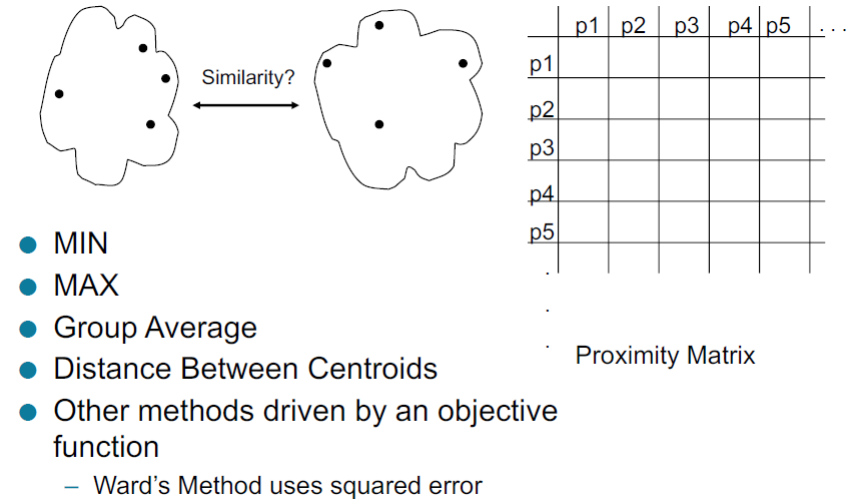 Similarity?
p1 p2 p3 p4 p5 . . .
p1
p2
p3
p4
p5
.
.
.
Proximity Matrix
● MIN
● MAX
● Group Average
● Distance Between Centroids
● Other methods driven by an objective
function
– Ward's Method uses squared error